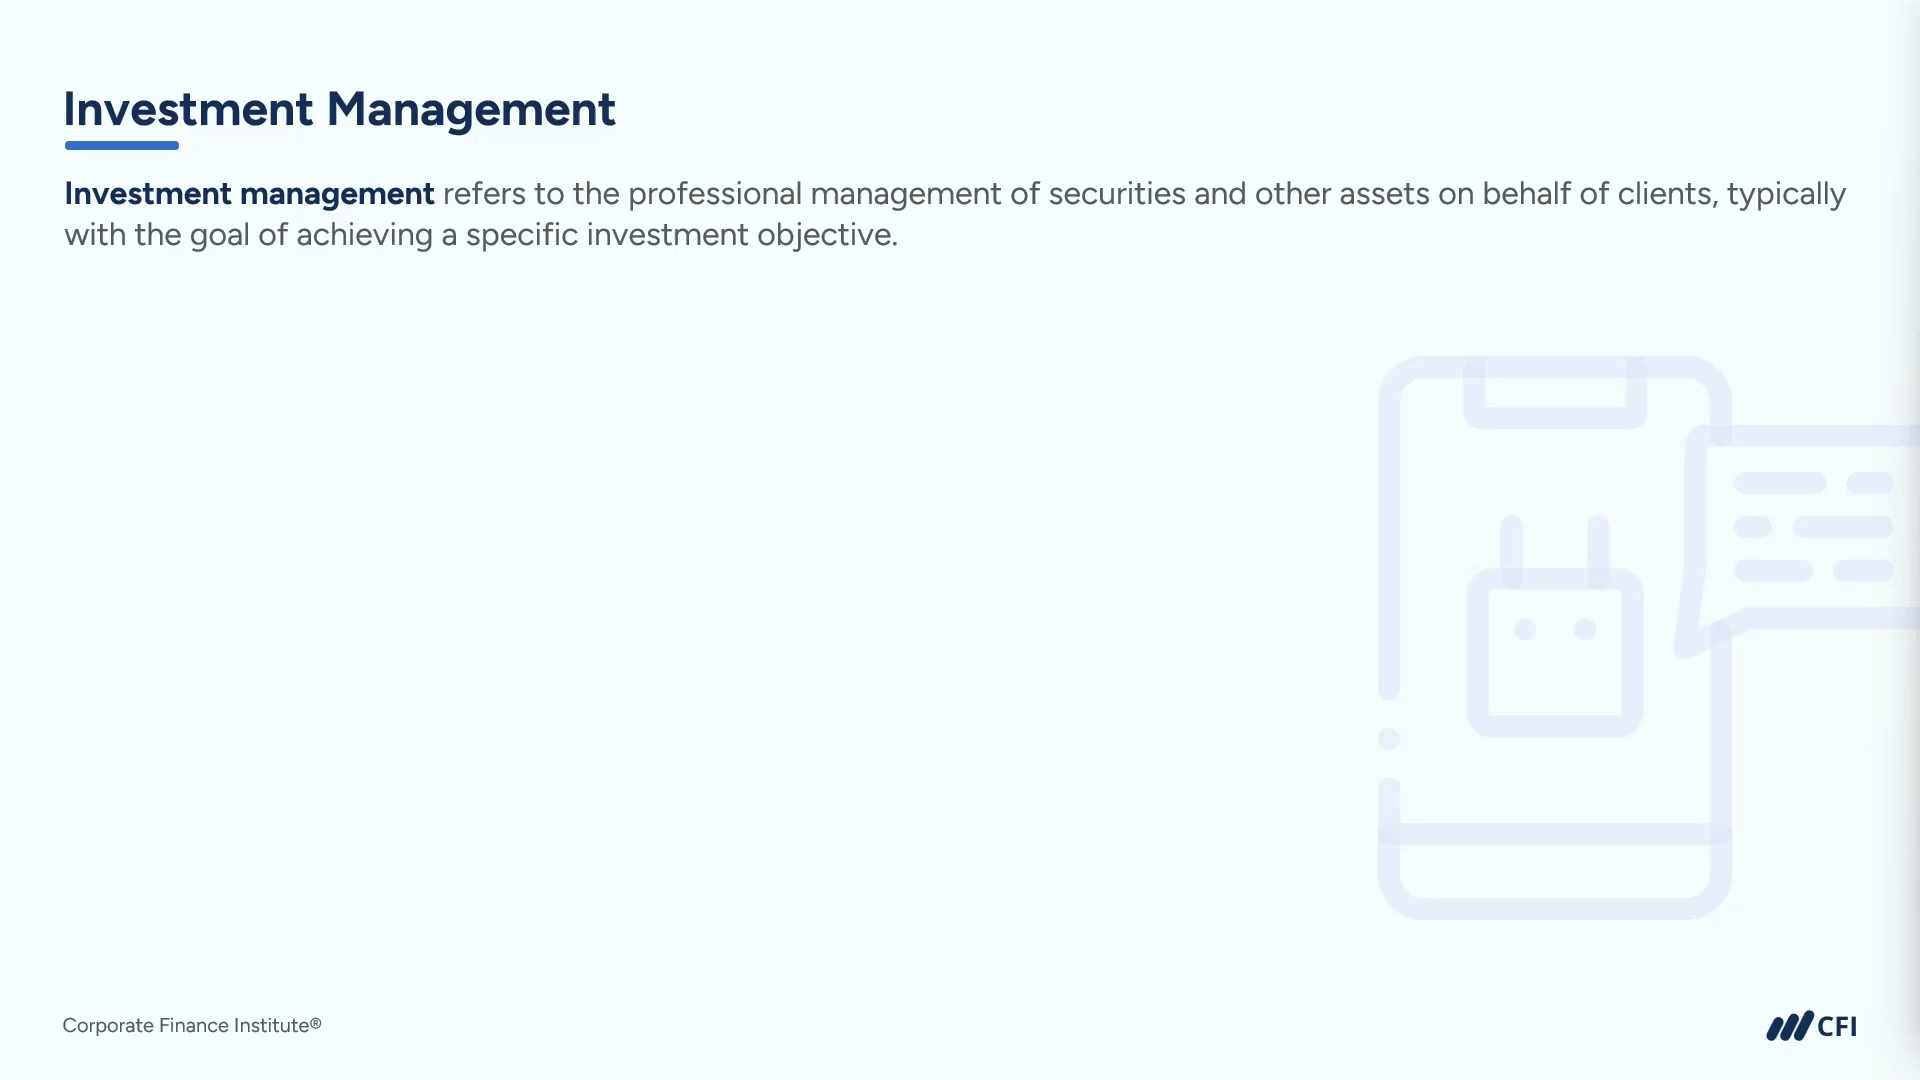 Investment Management
Investment management refers to the professional management of securities and other assets on behalf of clients, typically
with the goal of achieving a specific investment objective.
Corporate Finance Institute®
CFI